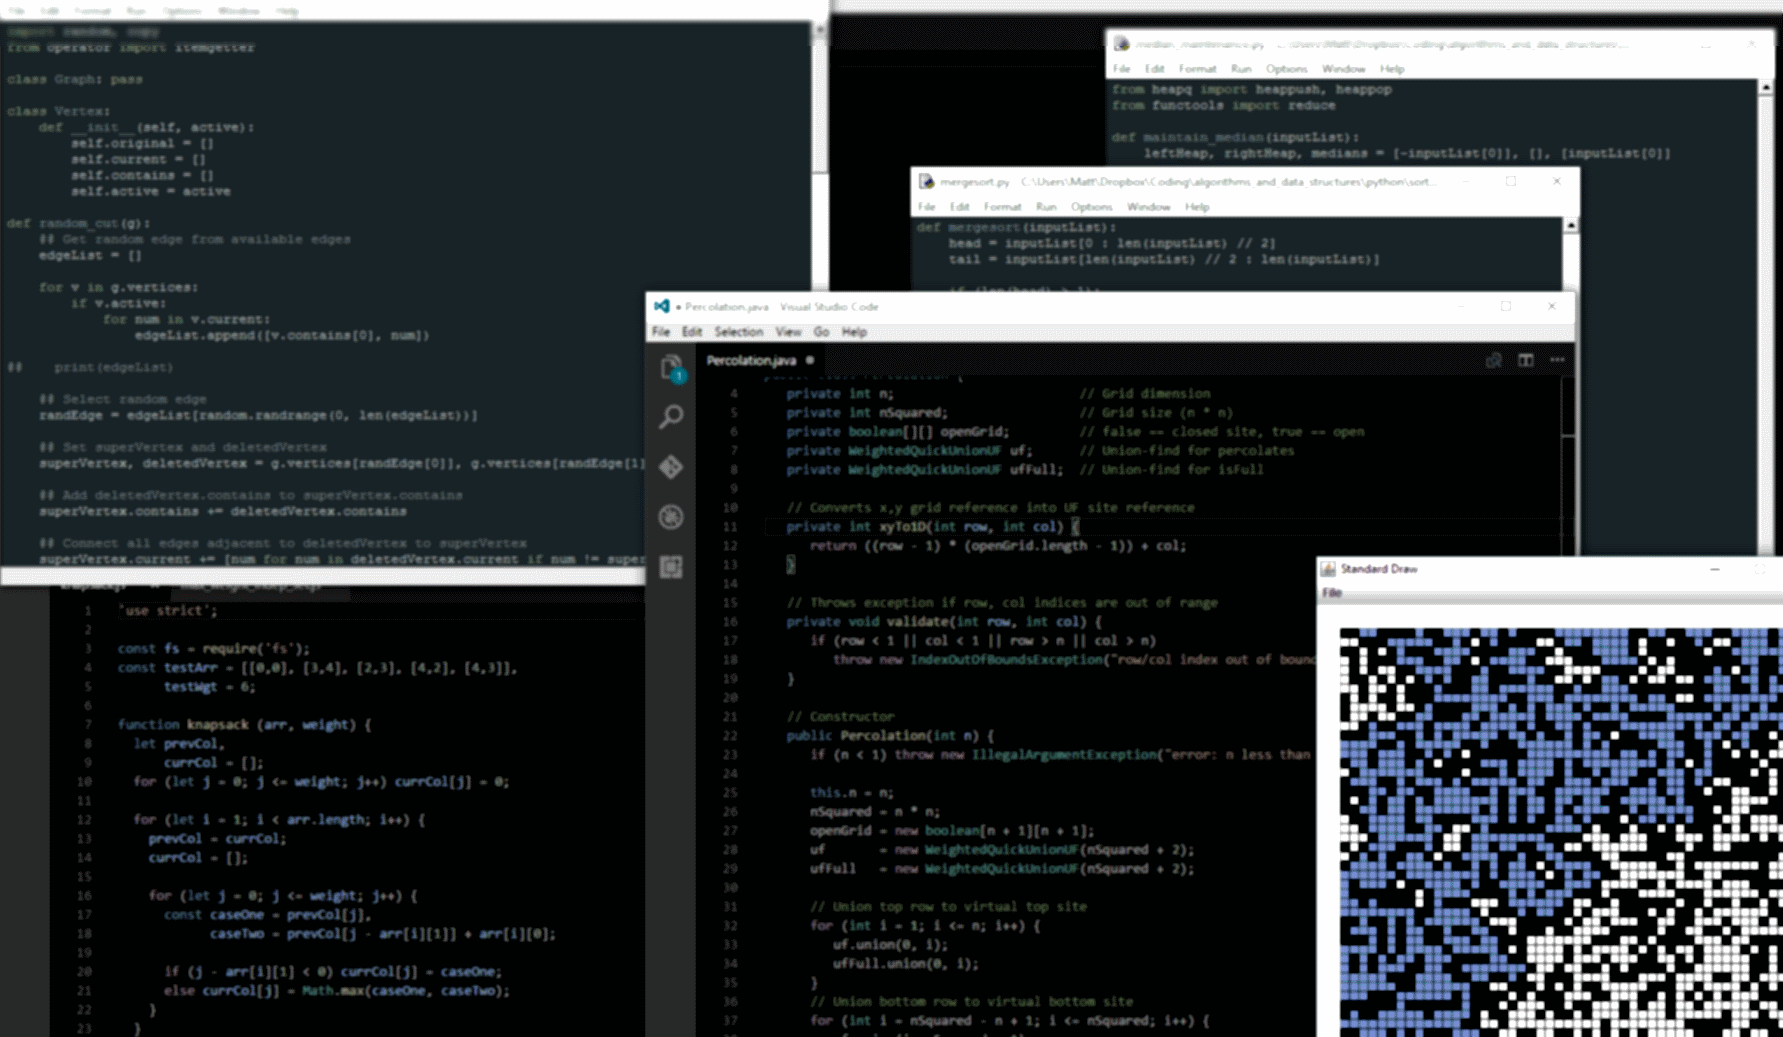 File Edit Format Run Options Window Help
import random, copy
from operator import itemgetter
class Graph: pass
class Vertex:
def __init__(self, active):
self.original = []
self.current = []
self.contains = []
self.active = active
def random_cut(g):
## Get random edge from available edges
edgeList = []
for v in g.vertices:
if v.active:
for num in v.current:
edgeList.append([v.contains[0], num])
## print(edgeList)
## Select random edge
randEdge = edgeList[random.randrange(0, len(edgeList))]
## Set superVertex and deletedVertex
superVertex, deletedVertex = g.vertices[randEdge[0]], g.vertices[randEdge[1]
## Add deletedVertex.contains to superVertex.contains
superVertex.contains += deletedVertex.contains
## Connect all edges adjacent to deletedVertex to superVertex
superVertex.current += [num for num in deletedVertex.current if num != super
median_maintenance.py C:\Users\Matt\Dropbox\Coding\algorithms_and_data_structures\...
File Edit Format Run Options Window Help
from heapq import heappush, heappop
from functools import reduce
def maintain_median(inputList):
leftHeap, rightHeap, medians = [-inputList[0]], [], [inputList[0]]
mergesort.py C:\Users\Matt\Dropbox\Coding\algorithms_and_data_structures\python\sort...
File Edit Format Run Options Window Help
def mergesort(inputList):
head = inputList[0 : len(inputList) // 2]
tail = inputList[len(inputList) // 2 : len(inputList)]
if (len(head) > 1):
● Percolation.java Visual Studio Code
File Edit Selection View Go Help
1
Percolation.java ●
4 private int n; // Grid dimension
5 private int nSquared; // Grid size (n * n)
6 private boolean[][] openGrid; // false == closed site, true == open
7 private WeightedQuickUnionUF uf; // Union-find for percolates
8 private WeightedQuickUnionUF ufFull; // Union-find for isFull
9
10 // Converts x,y grid reference into UF site reference
11 private int xyTo1D(int row, int col) {
12 return ((row - 1) * (openGrid.length - 1)) + col;
13 }
14
15 // Throws exception if row, col indices are out of range
16 private void validate(int row, int col) {
17 if (row < 1 || col < 1 || row > n || col > n)
18 throw new IndexOutOfBoundsException("row/col index out of bound
19 }
20
21 // Constructor
22 public Percolation(int n) {
23 if (n < 1) throw new IllegalArgumentException("error: n less than
24
25 this.n = n;
26 nSquared = n * n;
27 openGrid = new boolean[n + 1][n + 1];
28 uf = new WeightedQuickUnionUF(nSquared + 2);
29 ufFull = new WeightedQuickUnionUF(nSquared + 2);
30
31 // Union top row to virtual top site
32 for (int i = 1; i <= n; i++) {
33 uf.union(0, i);
34 ufFull.union(0, i);
35 }
36 // Union bottom row to virtual bottom site
37 for (int i = nSquared - n + 1; i <= nSquared; i++) {
Standard Draw
File
1 'use strict';
2
3 const fs = require('fs');
4 const testArr = [[0,0], [3,4], [2,3], [4,2], [4,3]],
5 testWgt = 6;
6
7 function knapsack (arr, weight) {
8 let prevCol,
9 currCol = [];
10 for (let j = 0; j <= weight; j++) currCol[j] = 0;
11
12 for (let i = 1; i < arr.length; i++) {
13 prevCol = currCol;
14 currCol = [];
15
16 for (let j = 0; j <= weight; j++) {
17 const caseOne = prevCol[j],
18 caseTwo = prevCol[j - arr[i][1]] + arr[i][0];
19
20 if (j - arr[i][1] < 0) currCol[j] = caseOne;
21 else currCol[j] = Math.max(caseOne, caseTwo);
22 }
23 }